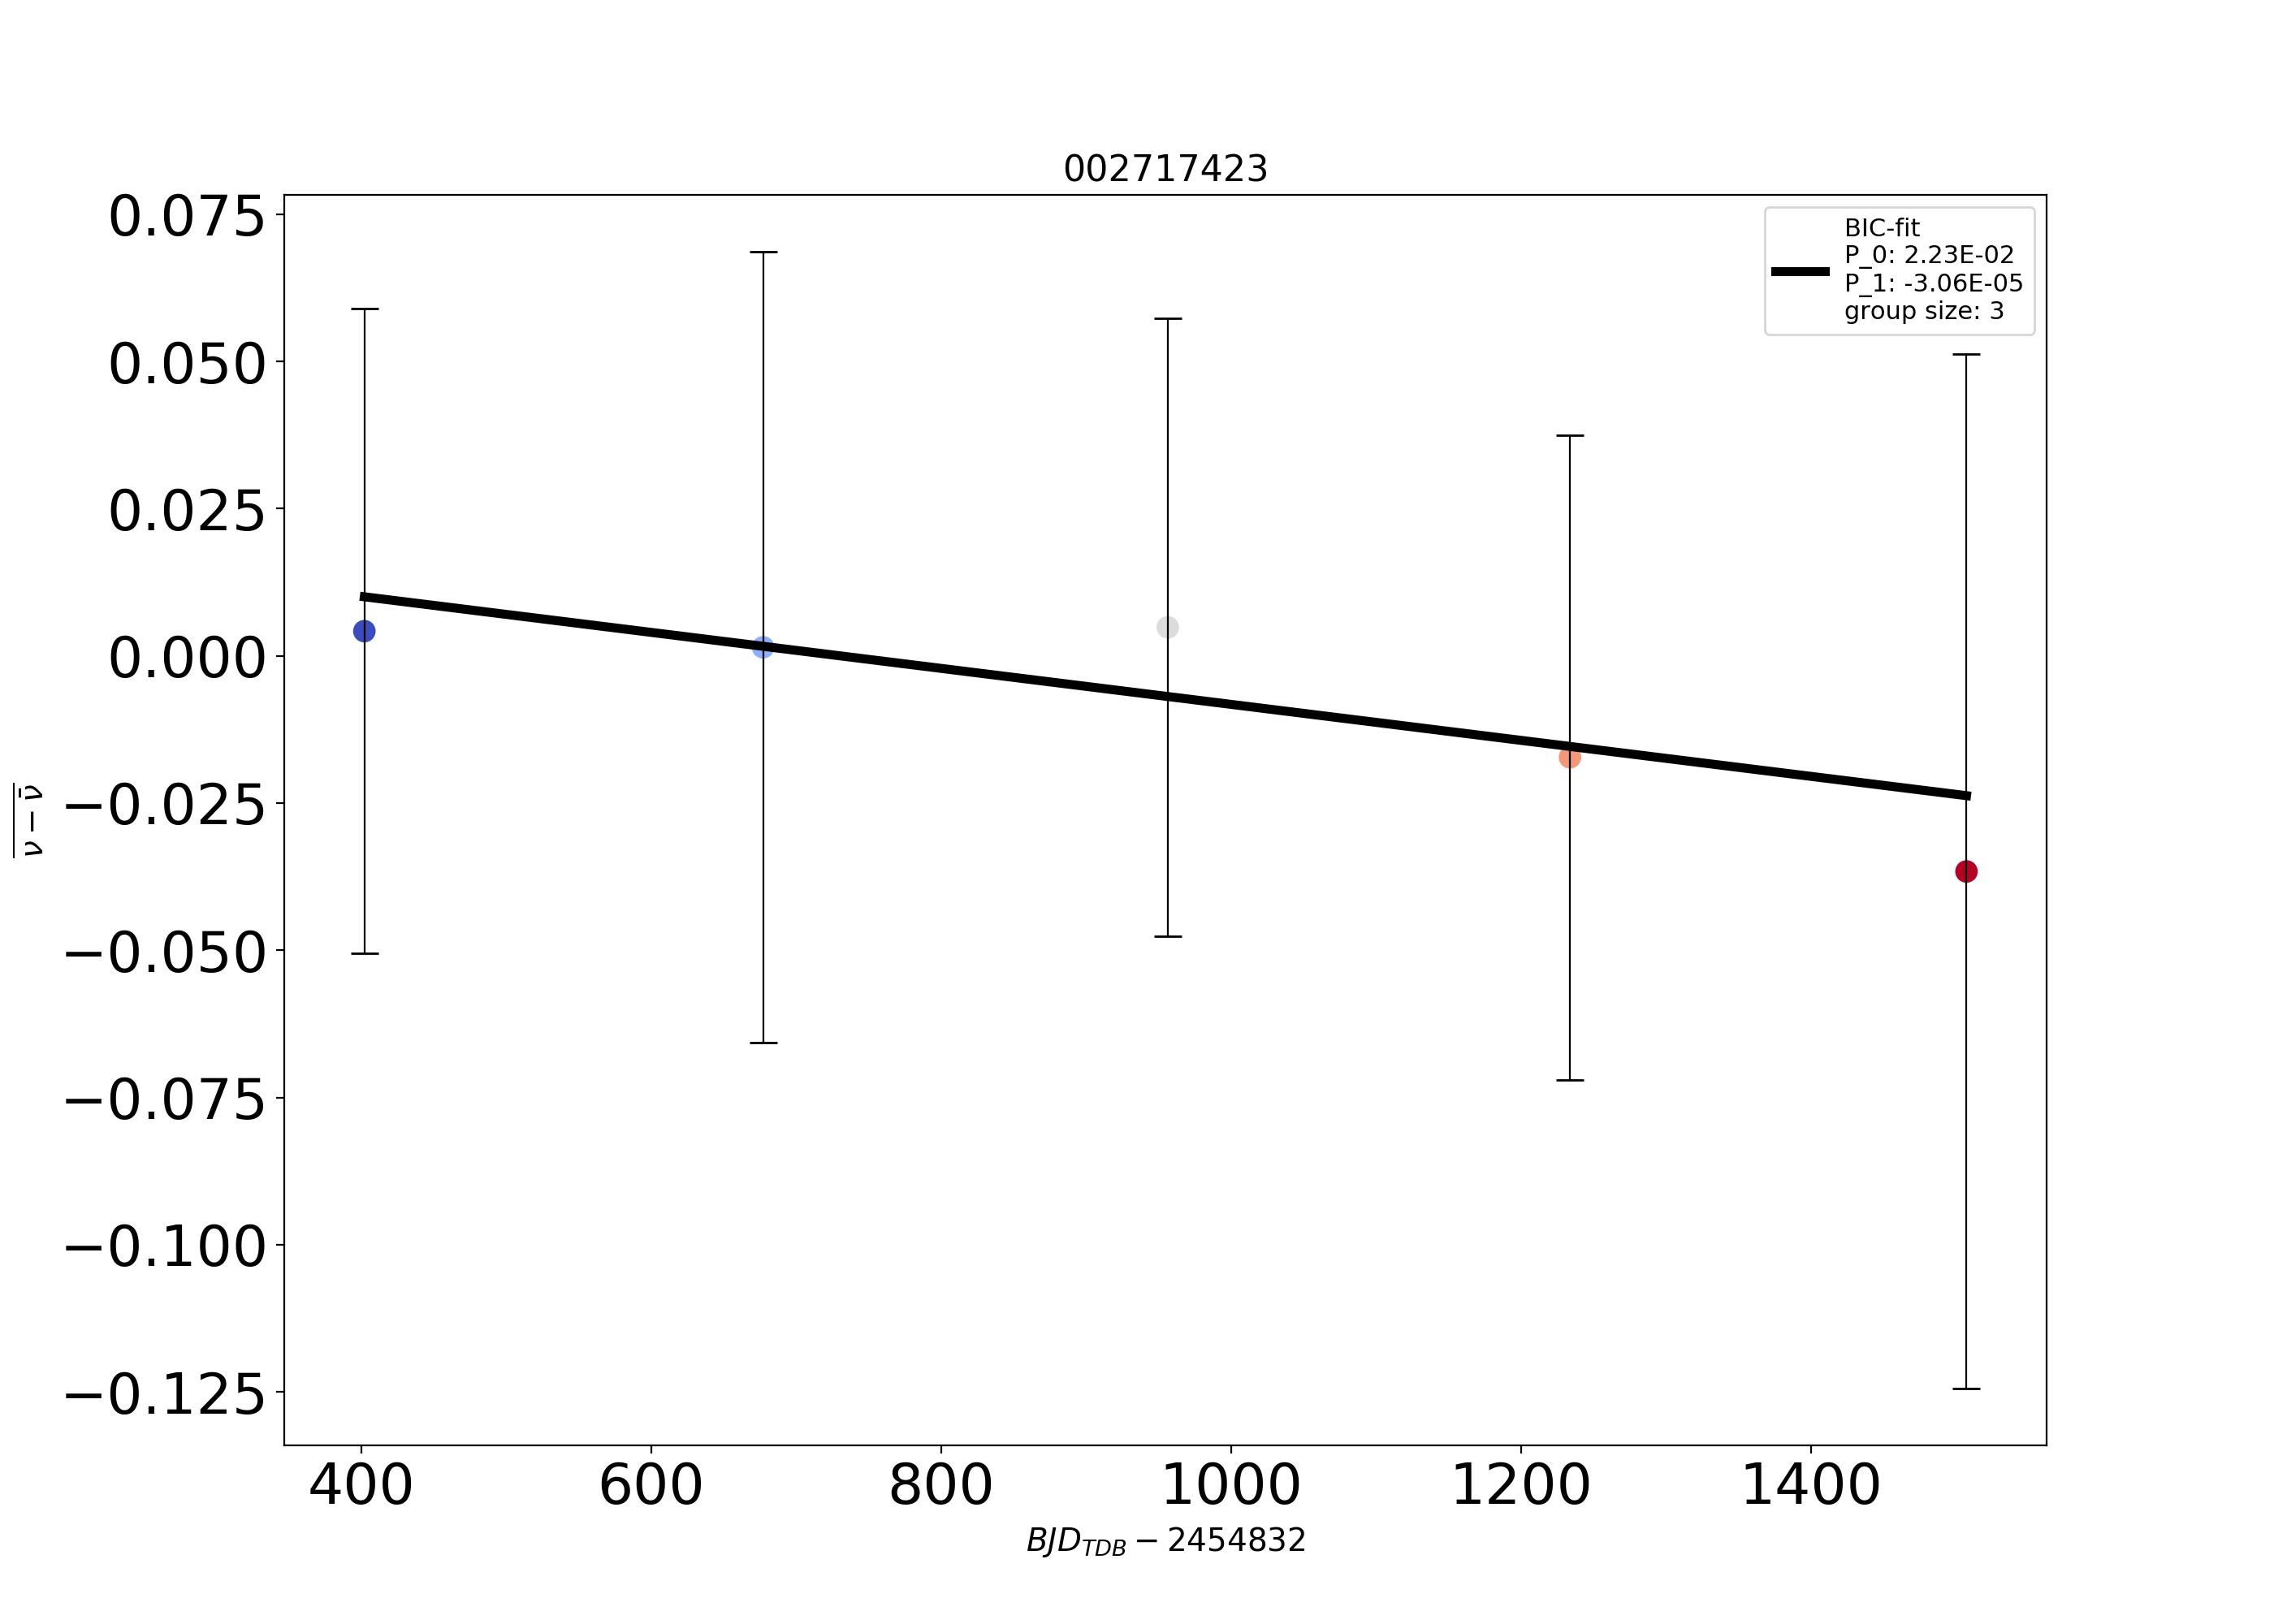 002717423
0.075
0.050
0.025
0.000
−0.025
−0.050
−0.075
−0.100
−0.125
ν − ν̄
BIC-fit
P_0: 2.23E-02
P_1: -3.06E-05
group size: 3
400 600 800 1000 1200 1400
BJD_TDB − 2454832